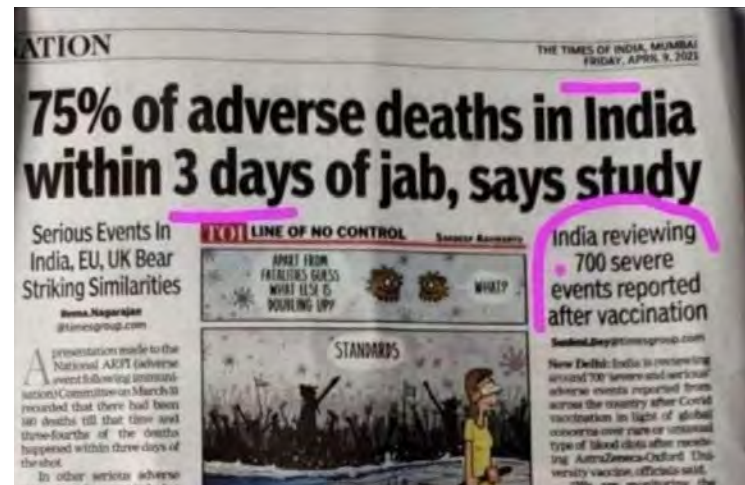 ATION
THE TIMES OF INDIA, MUMBAI
FRIDAY, APRIL 9, 2021
75% of adverse deaths in India
within 3 days of jab, says study
Serious Events In
India, EU, UK Bear
Striking Similarities
Rema.Nagarajan
@timesgroup.com
A presentation made to the
National AEFI (adverse
event following immuni-
sation) Committee on March 31
recorded that there had been
180 deaths till that time and
three-fourths of the deaths
happened within three days of
the shot.
In other serious adverse
TOI LINE OF NO CONTROL
APART FROM
FATALITIES GUESS
WHAT ELSE IS
DOUBLING UP?
WHAT?
STANDARDS
India reviewing
700 severe
events reported
after vaccination
@timesgroup.com
New Delhi: India is reviewing
around 700 'severe and serious'
adverse events reported from
across the country after Covid
vaccination in light of global
concerns over rare or unusual
type of blood clots after receiv-
ing AstraZeneca-Oxford Uni-
versity vaccine, officials said.
the